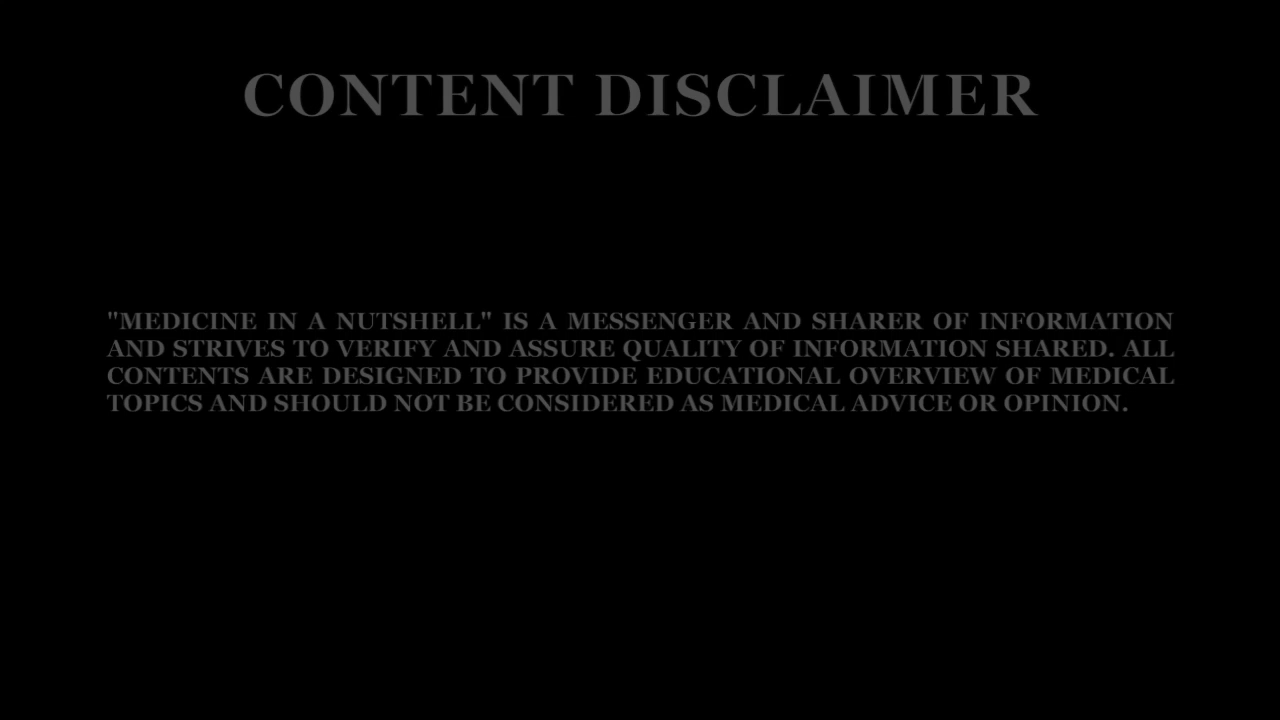 CONTENT DISCLAIMER
"MEDICINE IN A NUTSHELL" IS A MESSENGER AND SHARER OF INFORMATION
AND STRIVES TO VERIFY AND ASSURE QUALITY OF INFORMATION SHARED. ALL
CONTENTS ARE DESIGNED TO PROVIDE EDUCATIONAL OVERVIEW OF MEDICAL
TOPICS AND SHOULD NOT BE CONSIDERED AS MEDICAL ADVICE OR OPINION.